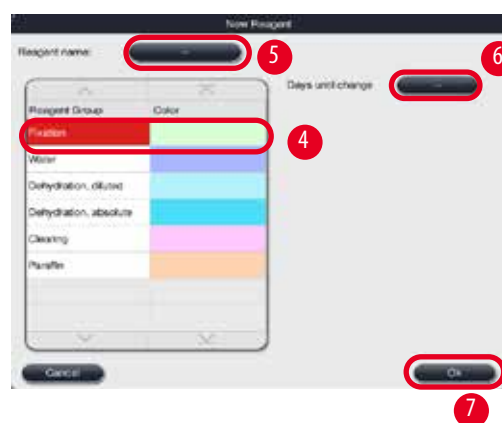 New Reagent
Reagent name:
--
5
6
Days until change
--
Reagent Group
Color
Fixation
4
Water
Dehydration, diluted
Dehydration, absolute
Clearing
Paraffin
Cancel
Ok
7